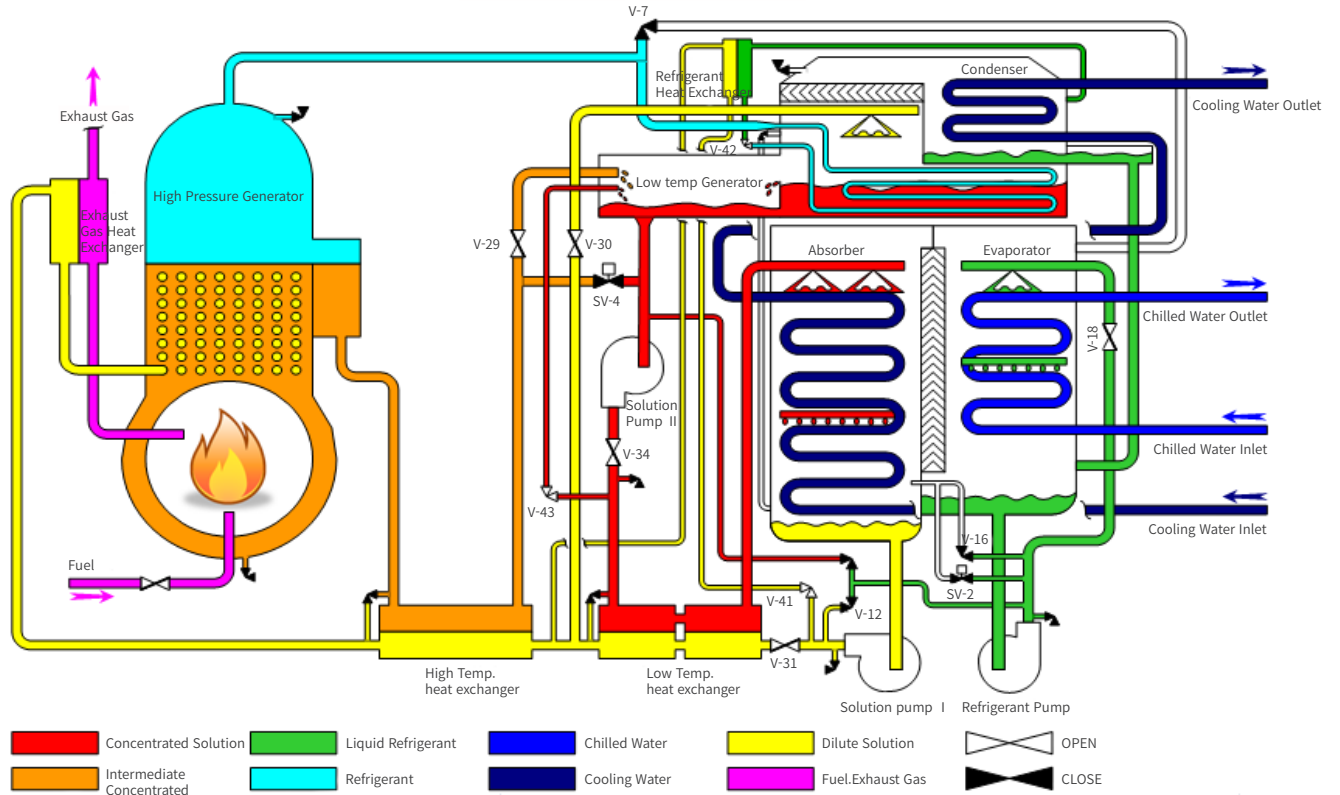 V-7
Refrigerant
Heat Exchanger
Condenser
Cooling Water Outlet
Exhaust Gas
V-42
High Pressure Generator
Low temp Generator
Exhaust
Gas Heat
Exchanger
V-29
V-30
Absorber
Evaporator
SV-4
Chilled Water Outlet
V-18
Solution
Pump II
V-34
Chilled Water Inlet
V-43
Cooling Water Inlet
V-16
Fuel
SV-2
V-41
V-12
V-31
High Temp.
heat exchanger
Low Temp.
heat exchanger
Solution pump I
Refrigerant Pump
Concentrated Solution
Liquid Refrigerant
Chilled Water
Dilute Solution
OPEN
Intermediate
Concentrated
Refrigerant
Cooling Water
Fuel.Exhaust Gas
CLOSE